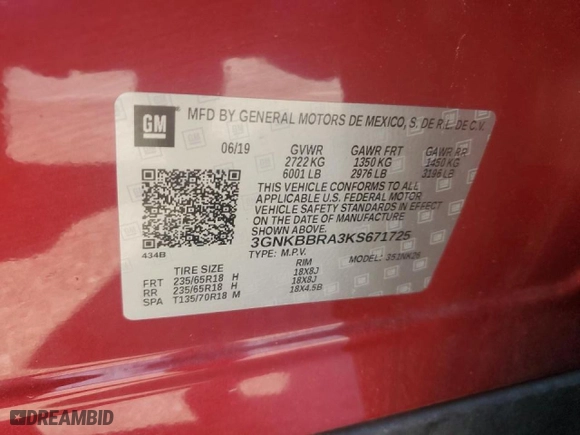 GM
MFD BY GENERAL MOTORS DE MEXICO, S. DE R.L. DE C.V.
06/19 GVWR GAWR FRT GAWR RR
2722 KG 1350 KG 1450 KG
6001 LB 2976 LB 3196 LB
THIS VEHICLE CONFORMS TO ALL
APPLICABLE U.S. FEDERAL MOTOR
VEHICLE SAFETY STANDARDS IN EFFECT
ON THE DATE OF MANUFACTURE
SHOWN ABOVE.
434B 3GNKBBRA3KS671725
TYPE: M.P.V. MODEL:
TIRE SIZE RIM
FRT 235/65R18 H 18X8J
RR 235/65R18 H 18X8J
SPA T135/70R18 M 18X4.5B
DREAMBID